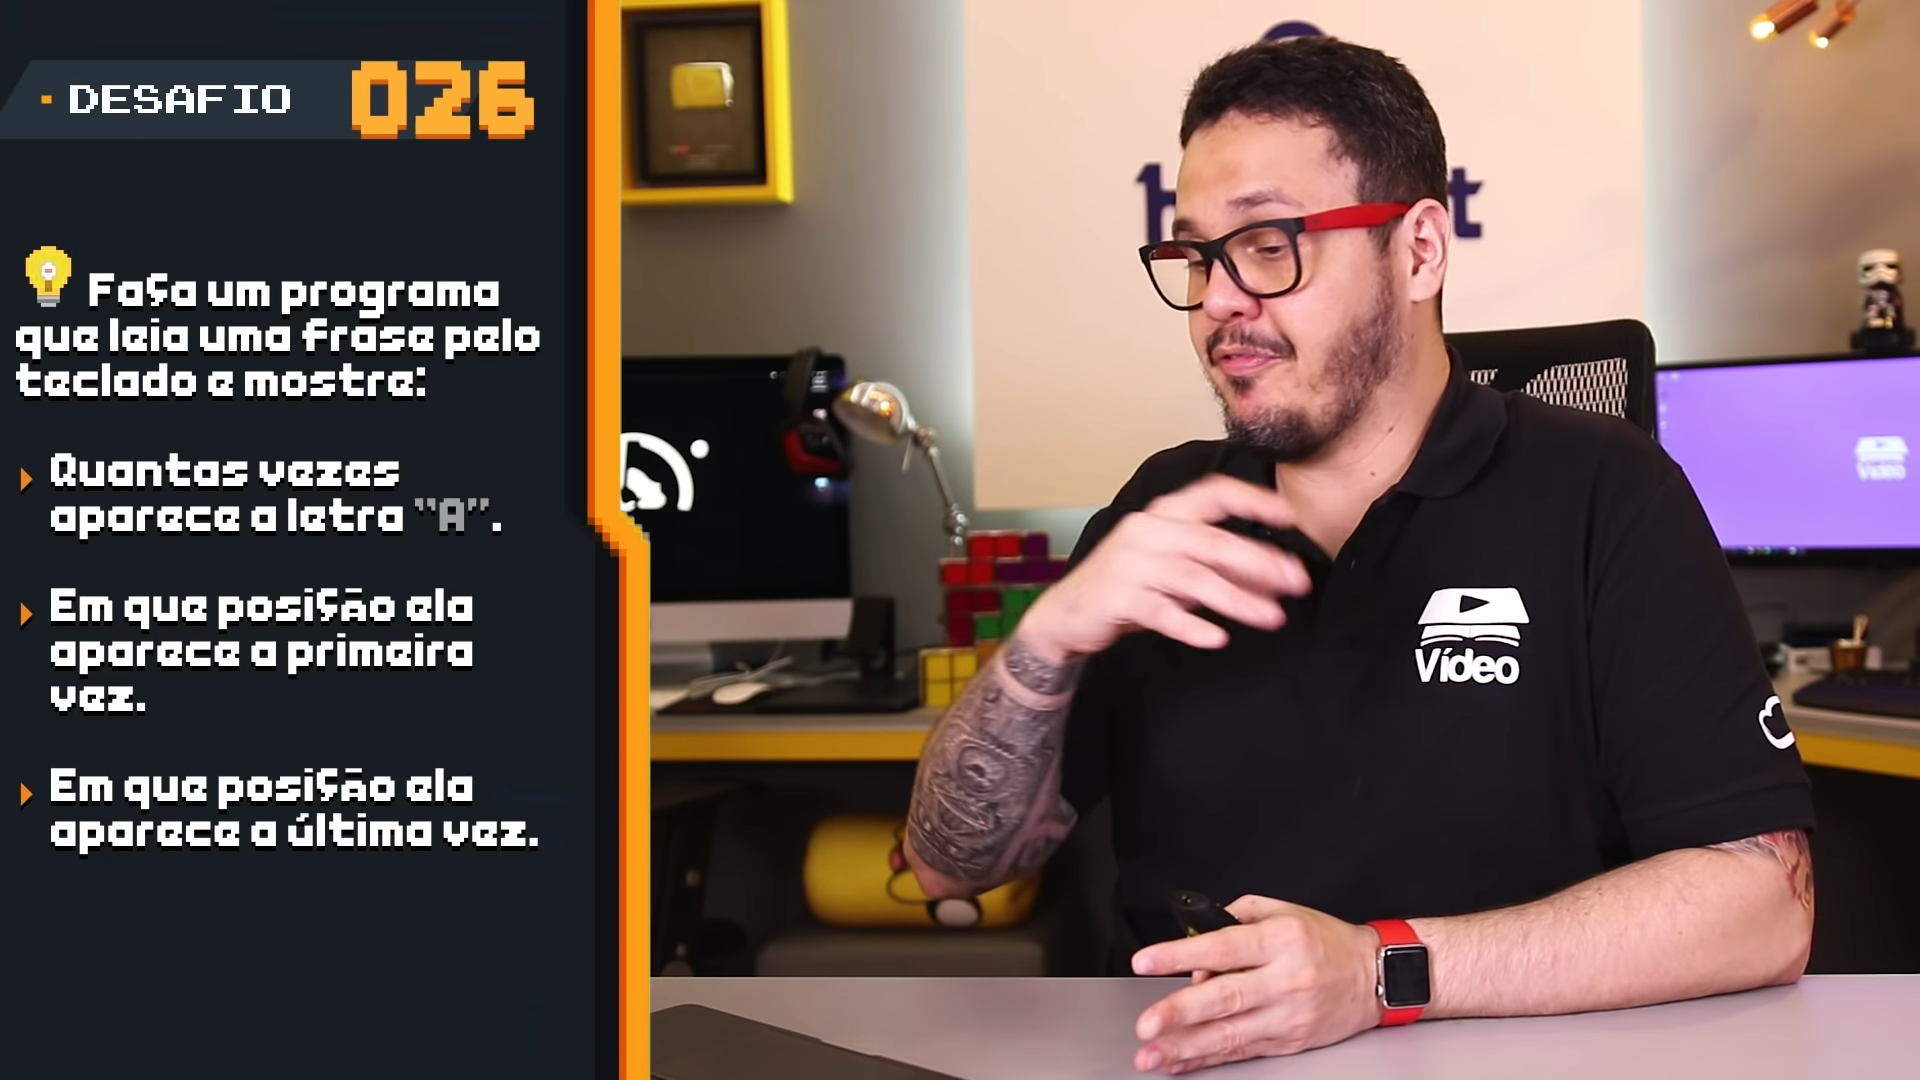 DESAFIO 026
Faça um programa
que leia uma frase pelo
teclado e mostre:
Quantas vezes
aparece a letra "A".
Em que posição ela
aparece a primeira
vez.
Em que posição ela
aparece a última vez.
Vídeo
Vídeo